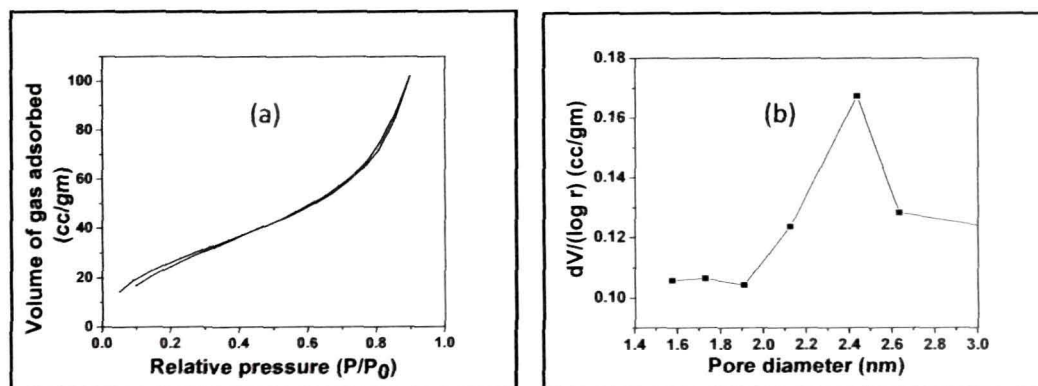 (a)
Volume of gas adsorbed
(cc/gm)
100
80
60
40
20
0
0.0 0.2 0.4 0.6 0.8 1.0
Relative pressure (P/P0)
(b)
dV/(log r) (cc/gm)
0.18
0.16
0.14
0.12
0.10
1.4 1.6 1.8 2.0 2.2 2.4 2.6 2.8 3.0
Pore diameter (nm)